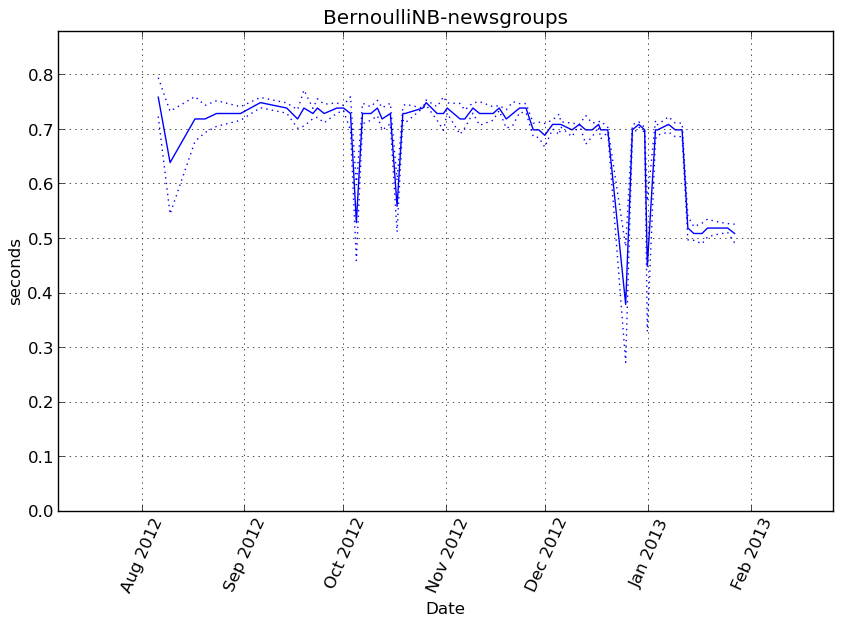 BernoulliNB-newsgroups
0.8
0.7
0.6
0.5
0.4
0.3
0.2
0.1
0.0
seconds
Aug 2012
Sep 2012
Oct 2012
Nov 2012
Dec 2012
Jan 2013
Feb 2013
Date